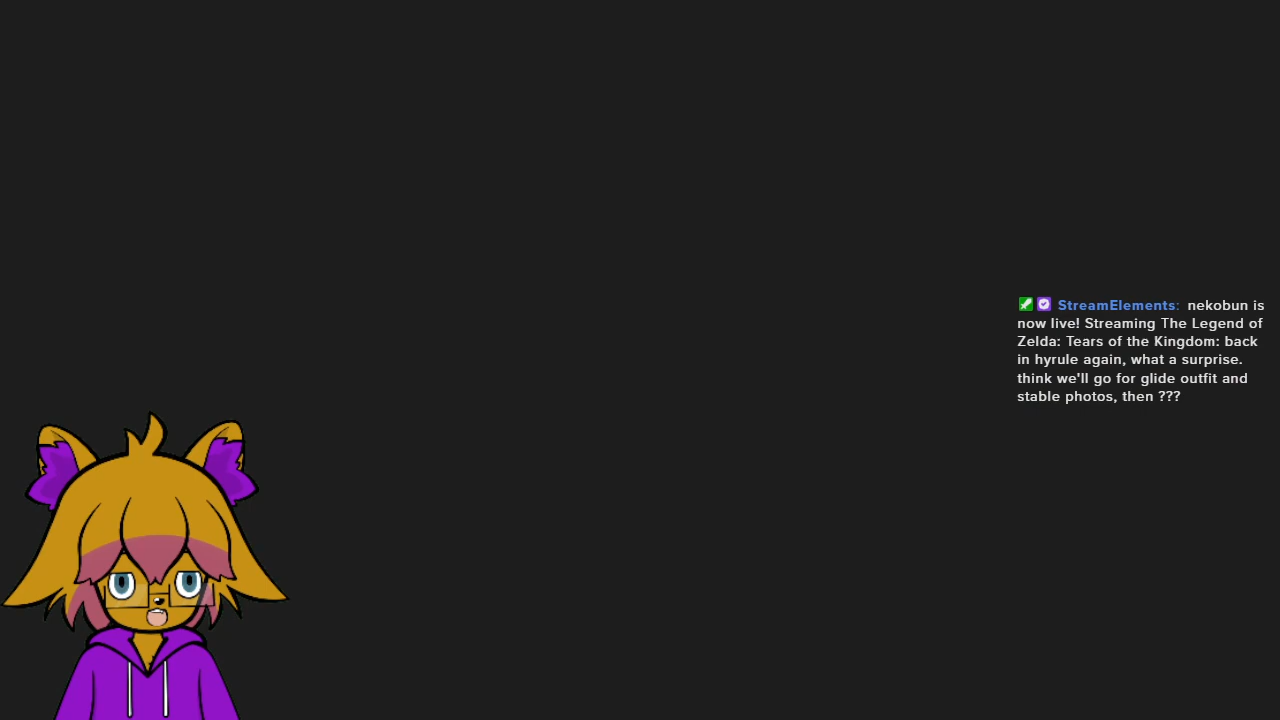 StreamElements: nekobun is
now live! Streaming The Legend of
Zelda: Tears of the Kingdom: back
in hyrule again, what a surprise.
think we'll go for glide outfit and
stable photos, then ???